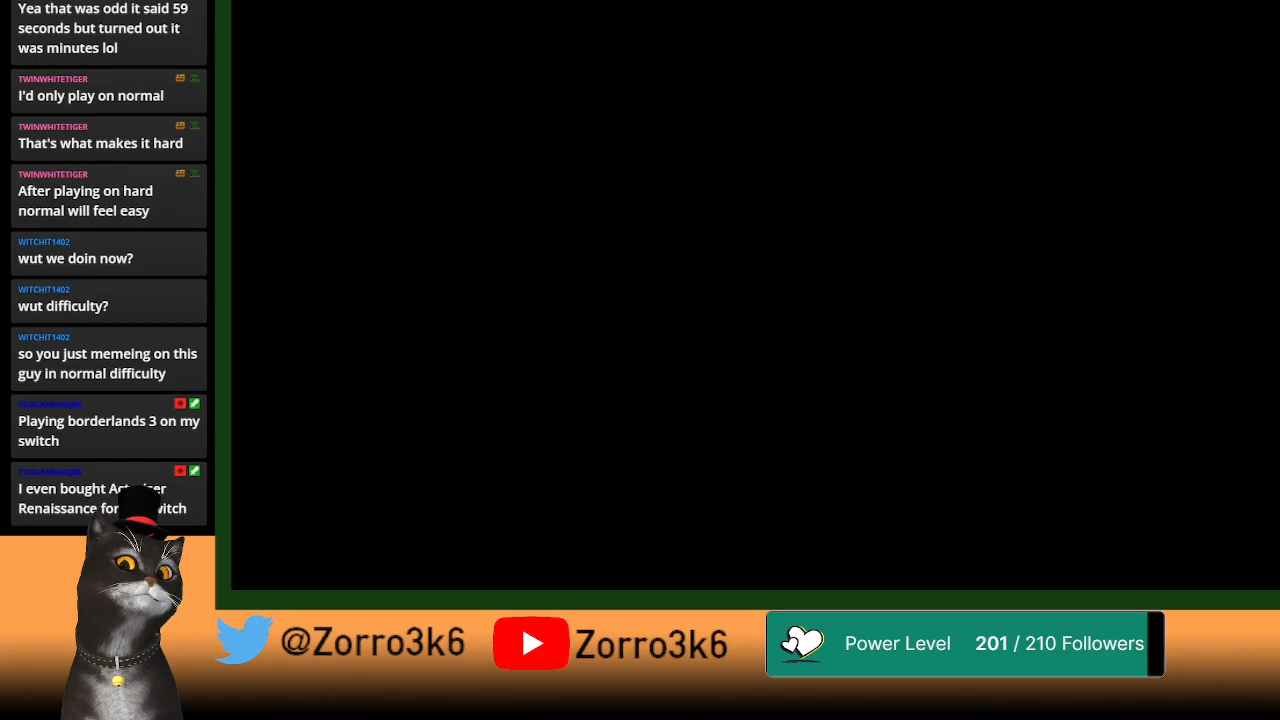 Yea that was odd it said 59
seconds but turned out it
was minutes lol
TWINWHITETIGER
I'd only play on normal
TWINWHITETIGER
That's what makes it hard
TWINWHITETIGER
After playing on hard
normal will feel easy
WITCHIT1402
wut we doin now?
WITCHIT1402
wut difficulty?
WITCHIT1402
so you just memeing on this
guy in normal difficulty
Playing borderlands 3 on my
switch
I even bought
Renaissance for
@Zorro3k6
Zorro3k6
Power Level 201 / 210 Followers